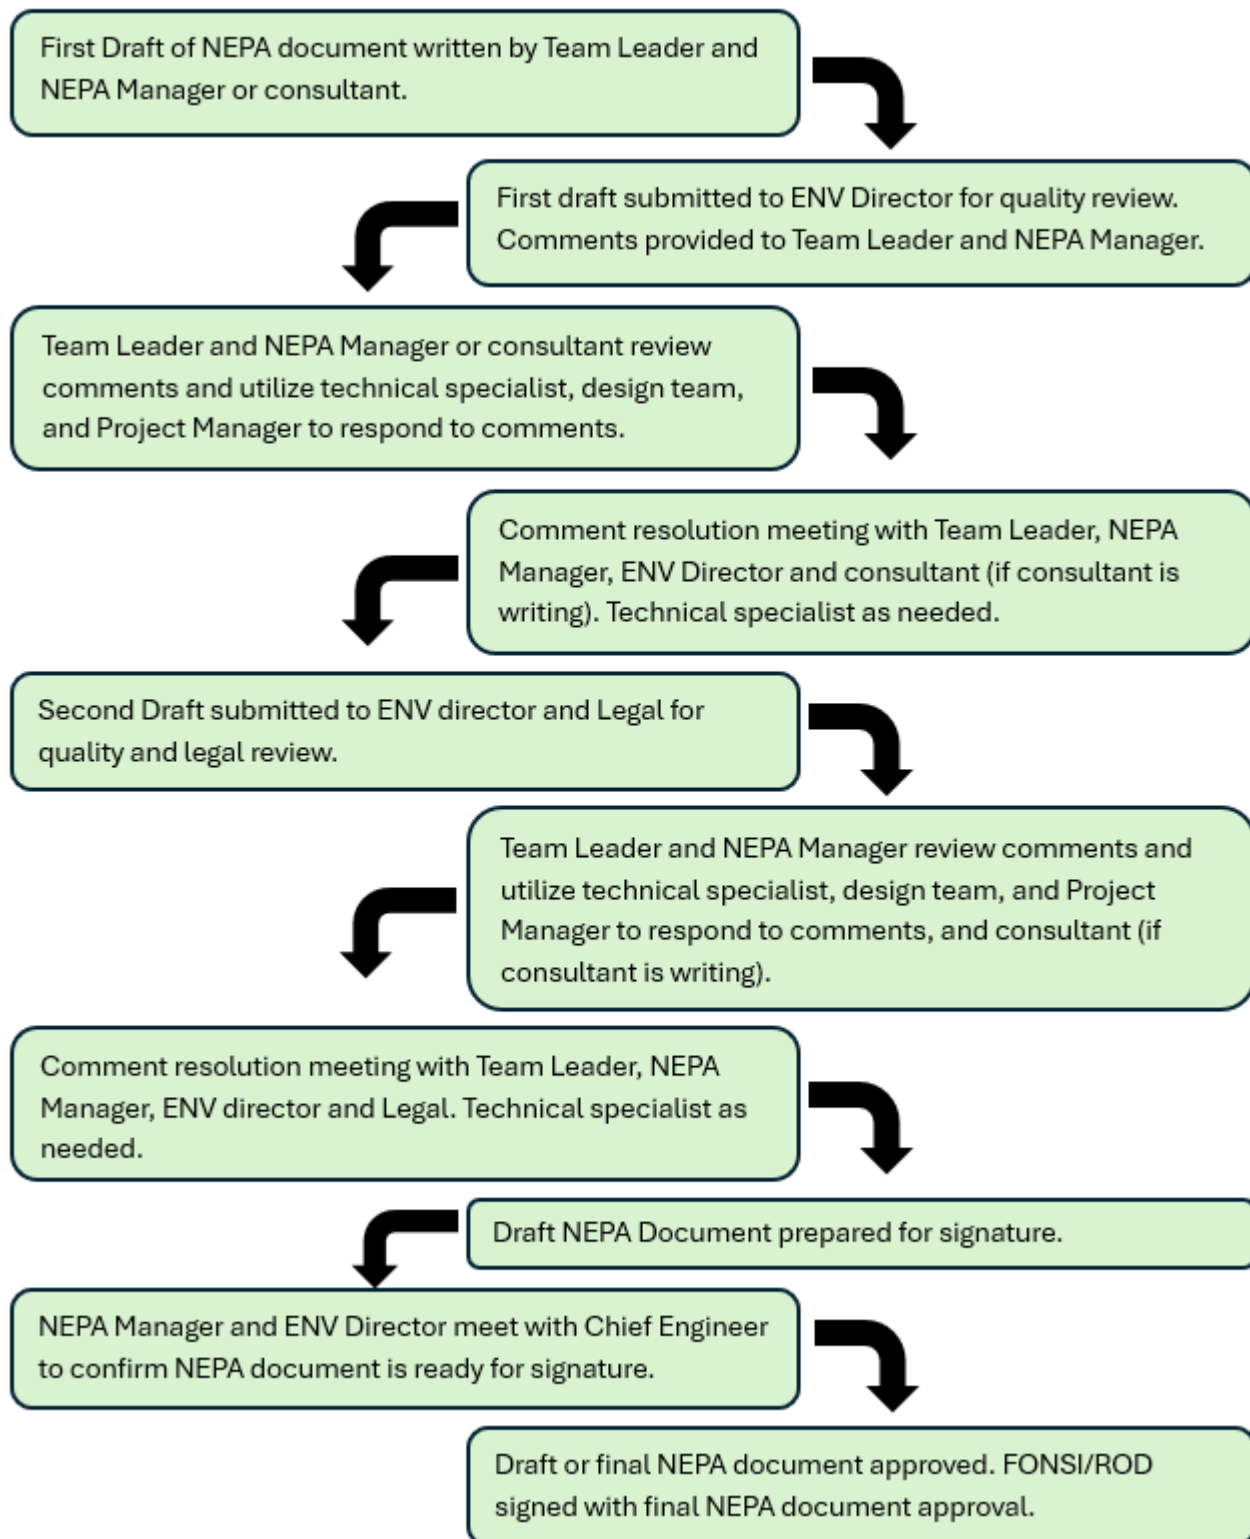 First Draft of NEPA document written by Team Leader and
NEPA Manager or consultant.
First draft submitted to ENV Director for quality review.
Comments provided to Team Leader and NEPA Manager.
Team Leader and NEPA Manager or consultant review
comments and utilize technical specialist, design team,
and Project Manager to respond to comments.
Comment resolution meeting with Team Leader, NEPA
Manager, ENV Director and consultant (if consultant is
writing). Technical specialist as needed.
Second Draft submitted to ENV director and Legal for
quality and legal review.
Team Leader and NEPA Manager review comments and
utilize technical specialist, design team, and Project
Manager to respond to comments, and consultant (if
consultant is writing).
Comment resolution meeting with Team Leader, NEPA
Manager, ENV director and Legal. Technical specialist as
needed.
Draft NEPA Document prepared for signature.
NEPA Manager and ENV Director meet with Chief Engineer
to confirm NEPA document is ready for signature.
Draft or final NEPA document approved. FONSI/ROD
signed with final NEPA document approval.